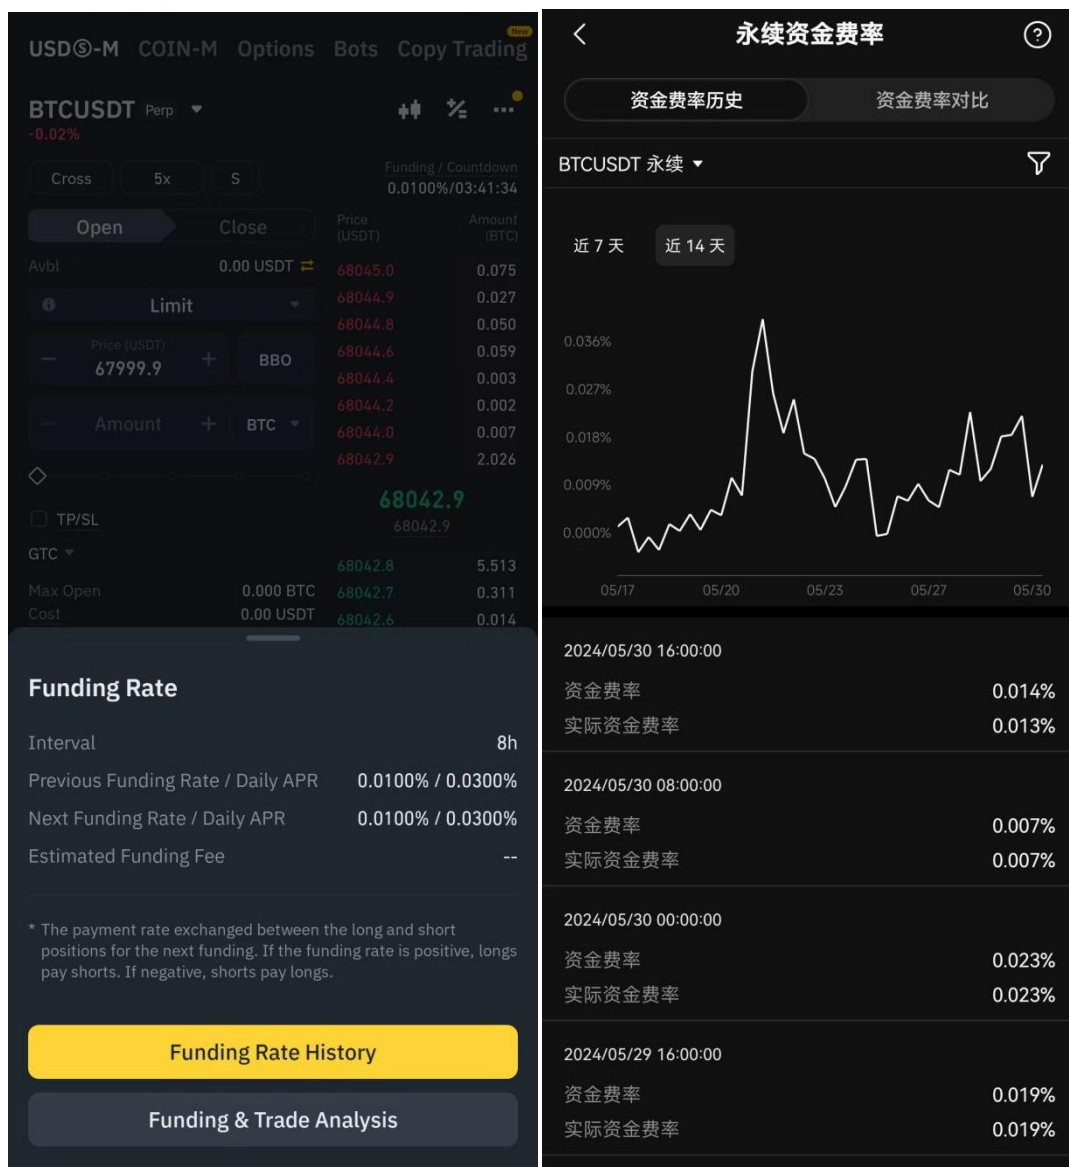 USDⓢ-M COIN-M Options Bots Copy Trading
New
BTCUSDT Perp
-0.02%
Cross 5x S
Funding / Countdown
0.0100%/03:41:34
Open Close
Price (USDT) Amount (BTC)
Avbl 0.00 USDT
68045.0 0.075
Limit
68044.9 0.027
68044.8 0.050
Price (USDT)
67999.9
BBO
68044.6 0.059
68044.4 0.003
68044.2 0.002
Amount BTC
68044.0 0.007
68042.9 2.026
68042.9
68042.9
TP/SL
GTC
68042.8 5.513
Max Open 0.000 BTC
68042.7 0.311
Cost 0.00 USDT
68042.6 0.014
Funding Rate
Interval 8h
Previous Funding Rate / Daily APR 0.0100% / 0.0300%
Next Funding Rate / Daily APR 0.0100% / 0.0300%
Estimated Funding Fee --
* The payment rate exchanged between the long and short
positions for the next funding. If the funding rate is positive, longs
pay shorts. If negative, shorts pay longs.
Funding Rate History
Funding & Trade Analysis
永续资金费率
资金费率历史 资金费率对比
BTCUSDT 永续
近 7 天 近 14 天
0.036%
0.027%
0.018%
0.009%
0.000%
05/17 05/20 05/23 05/27 05/30
2024/05/30 16:00:00
资金费率 0.014%
实际资金费率 0.013%
2024/05/30 08:00:00
资金费率 0.007%
实际资金费率 0.007%
2024/05/30 00:00:00
资金费率 0.023%
实际资金费率 0.023%
2024/05/29 16:00:00
资金费率 0.019%
实际资金费率 0.019%